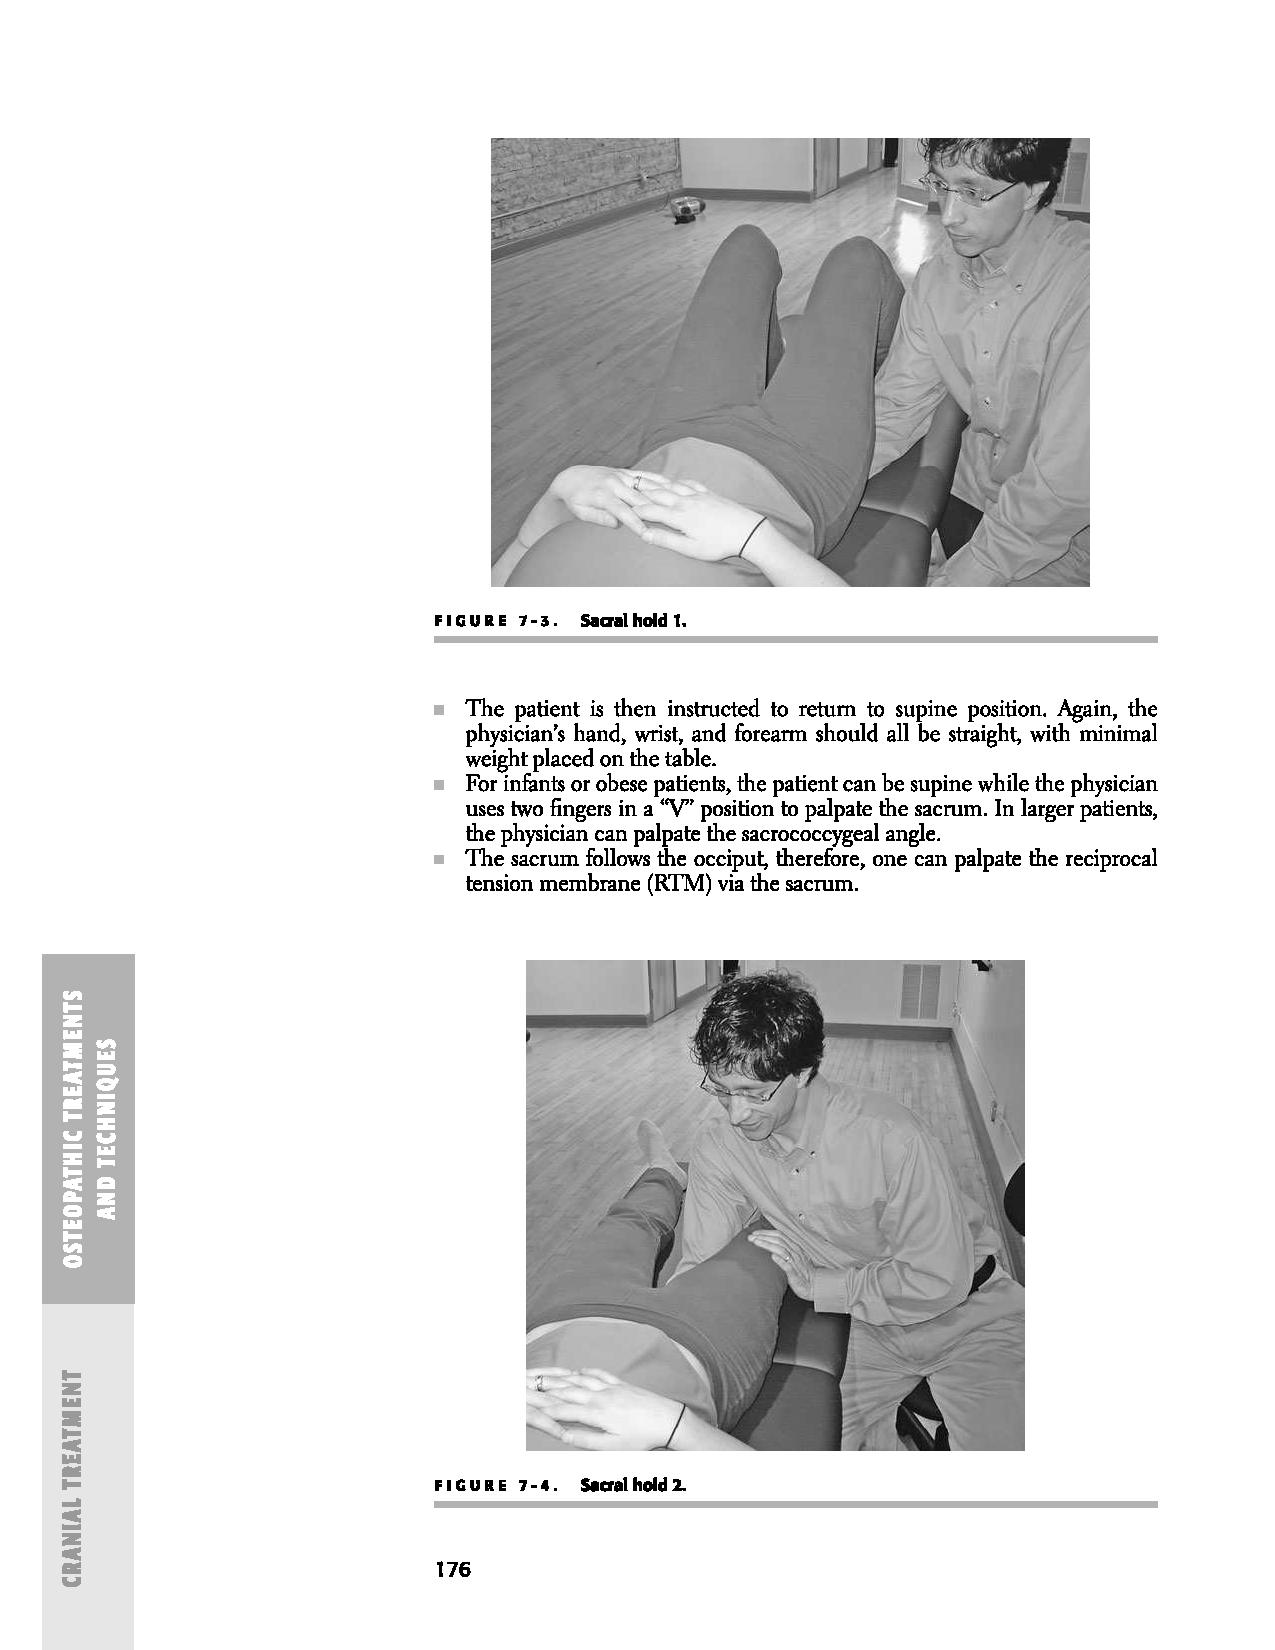 FIGURE 7-3. Sacral hold 1.
■ The patient is then instructed to return to supine position. Again, the
physician’s hand, wrist, and forearm should all be straight, with minimal
weight placed on the table.
■ For infants or obese patients, the patient can be supine while the physician
uses two fingers in a “V” position to palpate the sacrum. In larger patients,
the physician can palpate the sacrococcygeal angle.
■ The sacrum follows the occiput, therefore, one can palpate the reciprocal
tension membrane (RTM) via the sacrum.
OSTEOPATHIC TREATMENTS
AND TECHNIQUES
CRANIAL TREATMENT
FIGURE 7-4. Sacral hold 2.
176